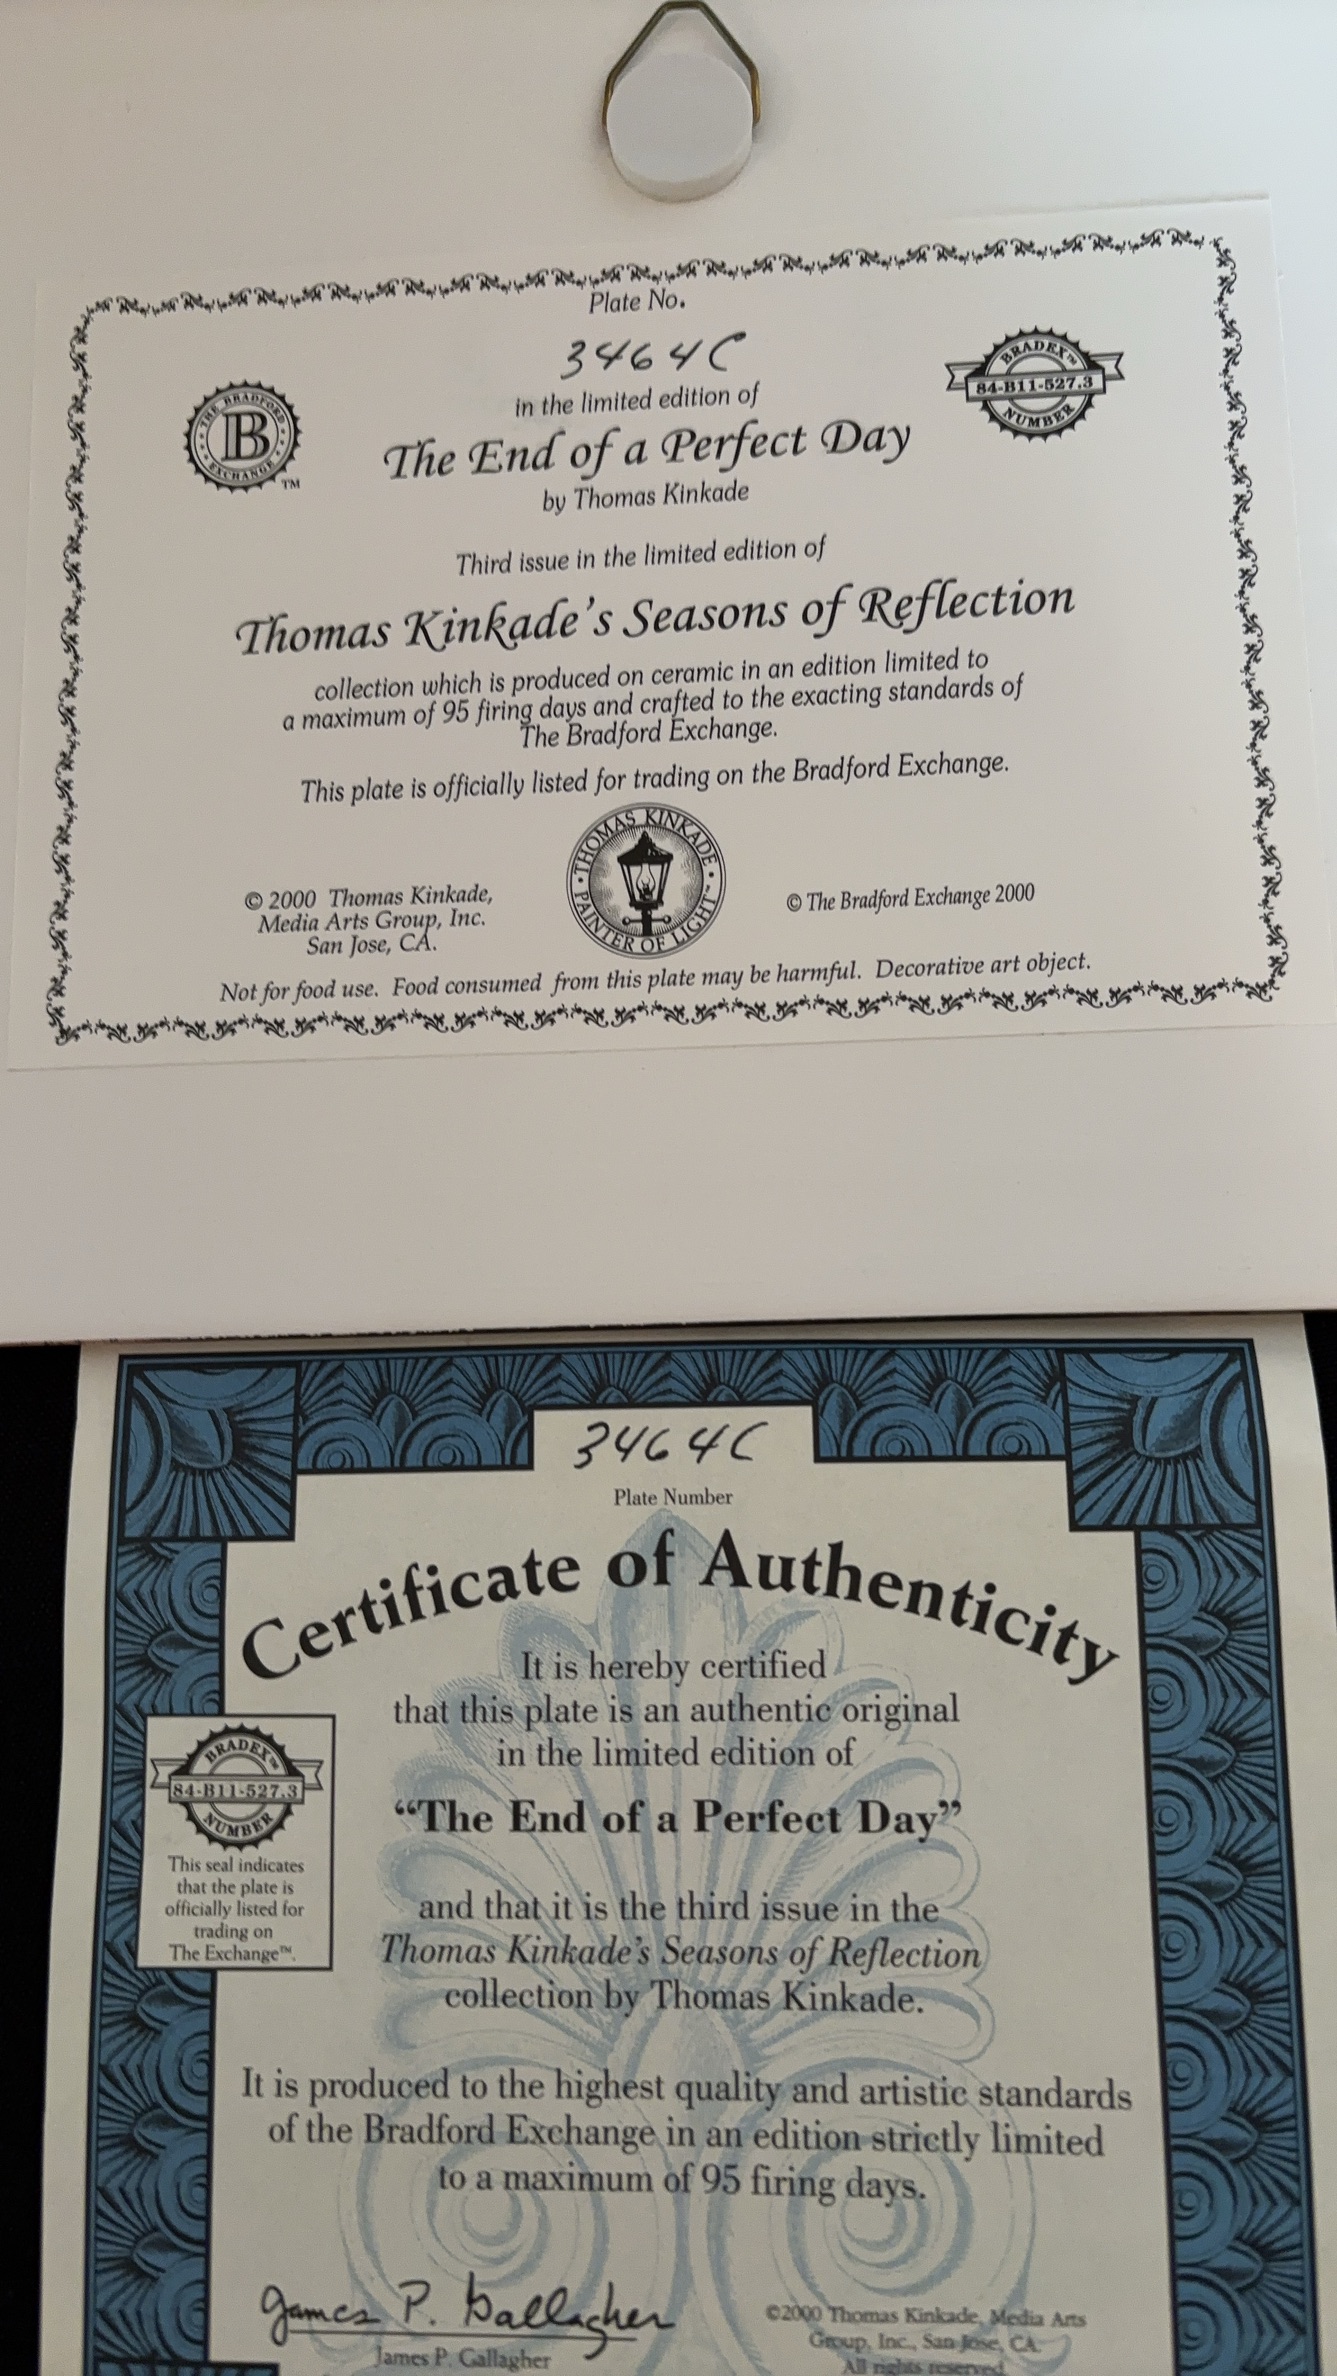 Plate No.
3464C
in the limited edition of
The End of a Perfect Day
by Thomas Kinkade
THE BRADFORD EXCHANGE
B
TM
BRADEX™
84-B11-527.3
NUMBER
Third issue in the limited edition of
Thomas Kinkade's Seasons of Reflection
collection which is produced on ceramic in an edition limited to
a maximum of 95 firing days and crafted to the exacting standards of
The Bradford Exchange.
This plate is officially listed for trading on the Bradford Exchange.
© 2000 Thomas Kinkade,
Media Arts Group, Inc.
San Jose, CA.
• THOMAS KINKADE •
PAINTER OF LIGHT™
© The Bradford Exchange 2000
Not for food use. Food consumed from this plate may be harmful. Decorative art object.
3464C
Plate Number
Certificate of Authenticity
It is hereby certified
that this plate is an authentic original
in the limited edition of
“The End of a Perfect Day”
BRADEX™
84-B11-527.3
NUMBER
This seal indicates
that the plate is
officially listed for
trading on
The Exchange™.
and that it is the third issue in the
Thomas Kinkade's Seasons of Reflection
collection by Thomas Kinkade.
It is produced to the highest quality and artistic standards
of the Bradford Exchange in an edition strictly limited
to a maximum of 95 firing days.
James P. Gallagher
James P. Gallagher
©2000 Thomas Kinkade, Media Arts
Group, Inc., San Jose, CA.
All rights reserved